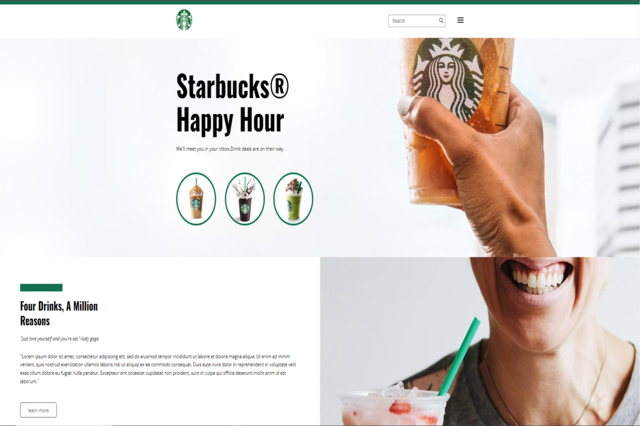 Search
Starbucks®
Happy Hour
We'll meet you in your inbox.Drink deals are on their way.
Four Drinks, A Million
Reasons
"Just love yourself and you're set."-lady gaga
"Lorem ipsum dolor sit amet, consectetur adipiscing elit, sed do eiusmod tempor incididunt ut labore et dolore magna aliqua. Ut enim ad minim
veniam, quis nostrud exercitation ullamco laboris nisi ut aliquip ex ea commodo consequat. Duis aute irure dolor in reprehenderit in voluptate velit
esse cillum dolore eu fugiat nulla pariatur. Excepteur sint occaecat cupidatat non proident, sunt in culpa qui officia deserunt mollit anim id est
laborum."
learn more